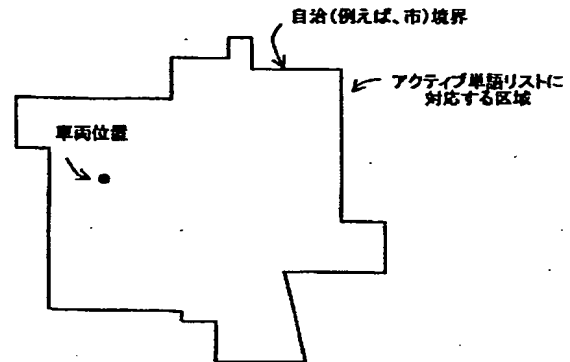 自治(例えば、市)境界
アクティブ単語リストに
対応する区域
車両位置